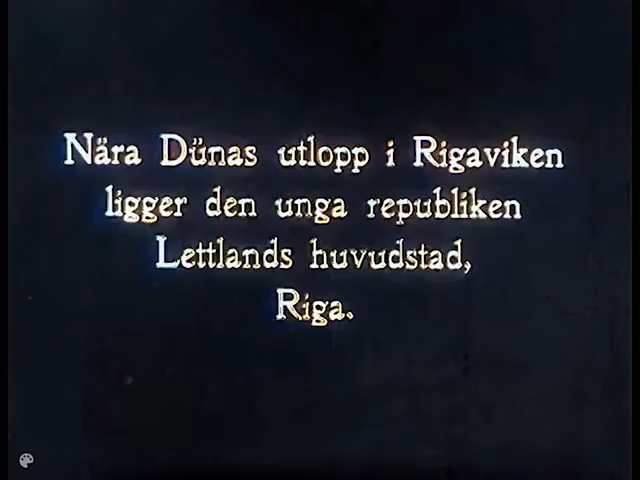 Nära Dünas utlopp i Rigaviken
ligger den unga republiken
Lettlands huvudstad,
Riga.